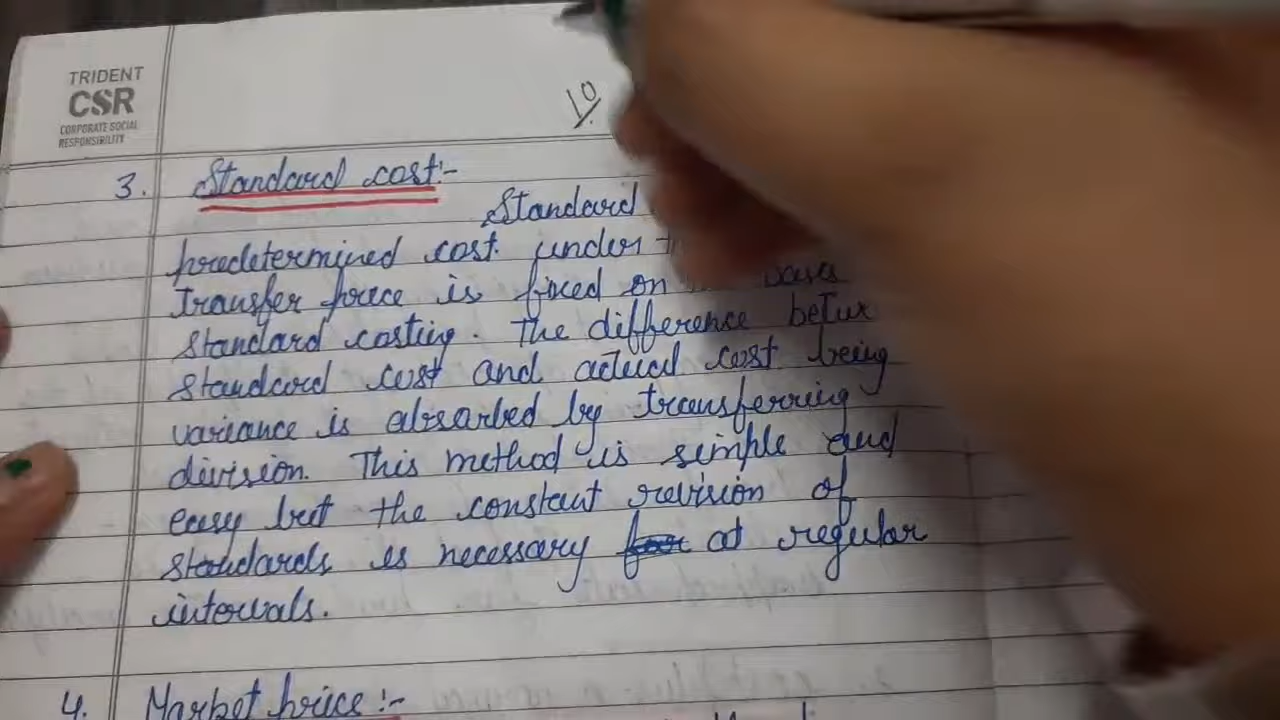 TRIDENT
CSR
CORPORATE SOCIAL
RESPONSIBILITY
10
3. Standard cost:-
Standard
predetermined cost under
Transfer price is fixed on
standard costing. The difference betwx
standard cost and actual cost being
variance is absorbed by transferring
division. This method is simple and
easy but the constant revision of
standards is necessary at regular
intervals.
4. Market price:-